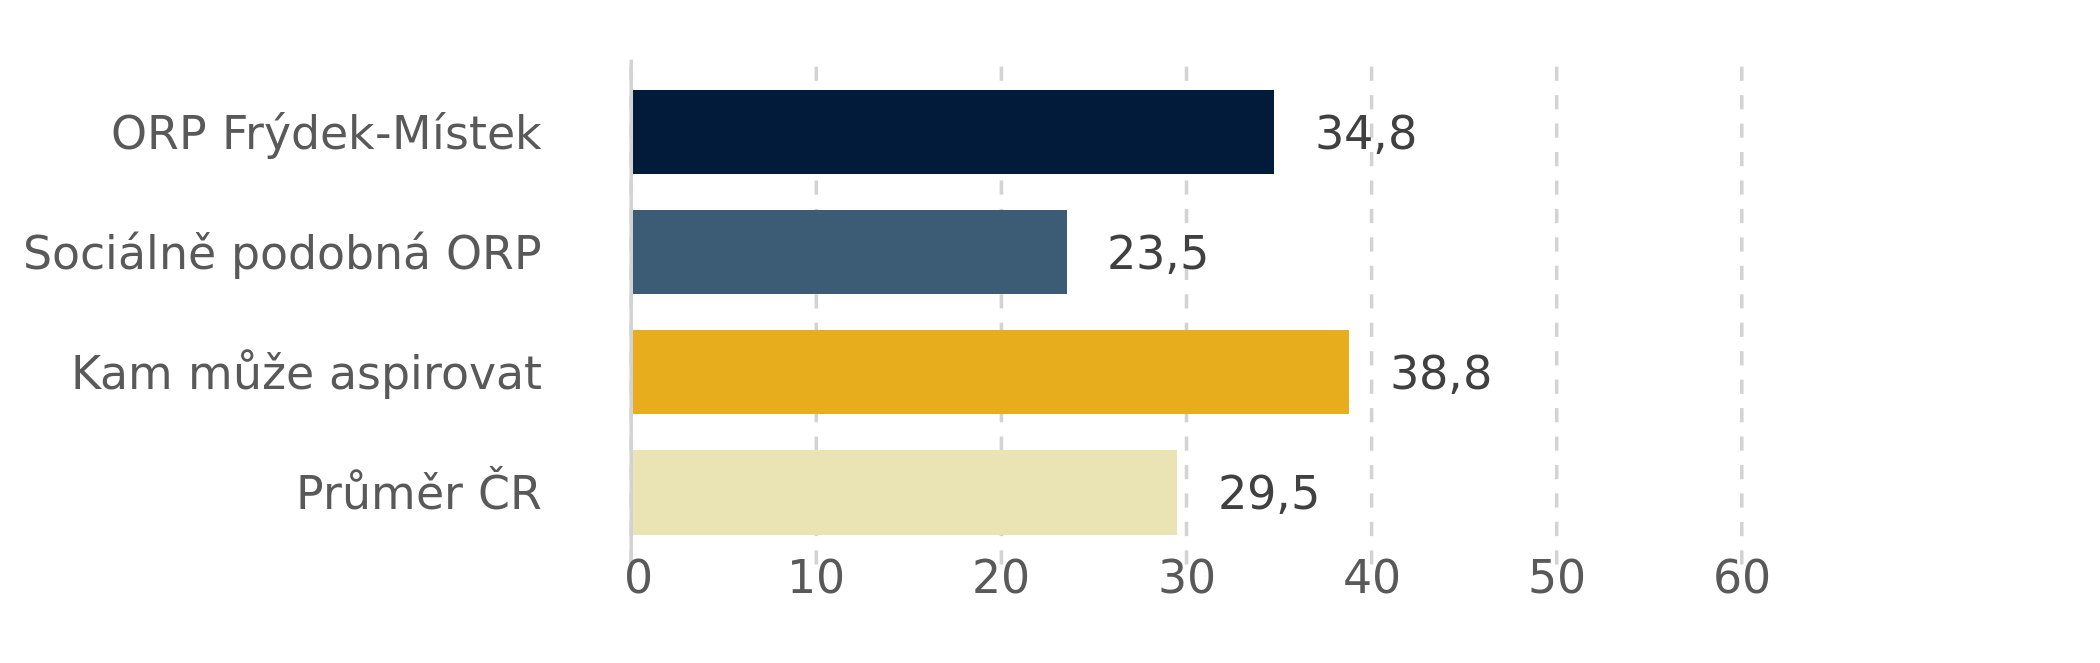 ORP Frýdek-Místek 34,8
Sociálně podobná ORP 23,5
Kam může aspirovat 38,8
Průměr ČR 29,5
0 10 20 30 40 50 60